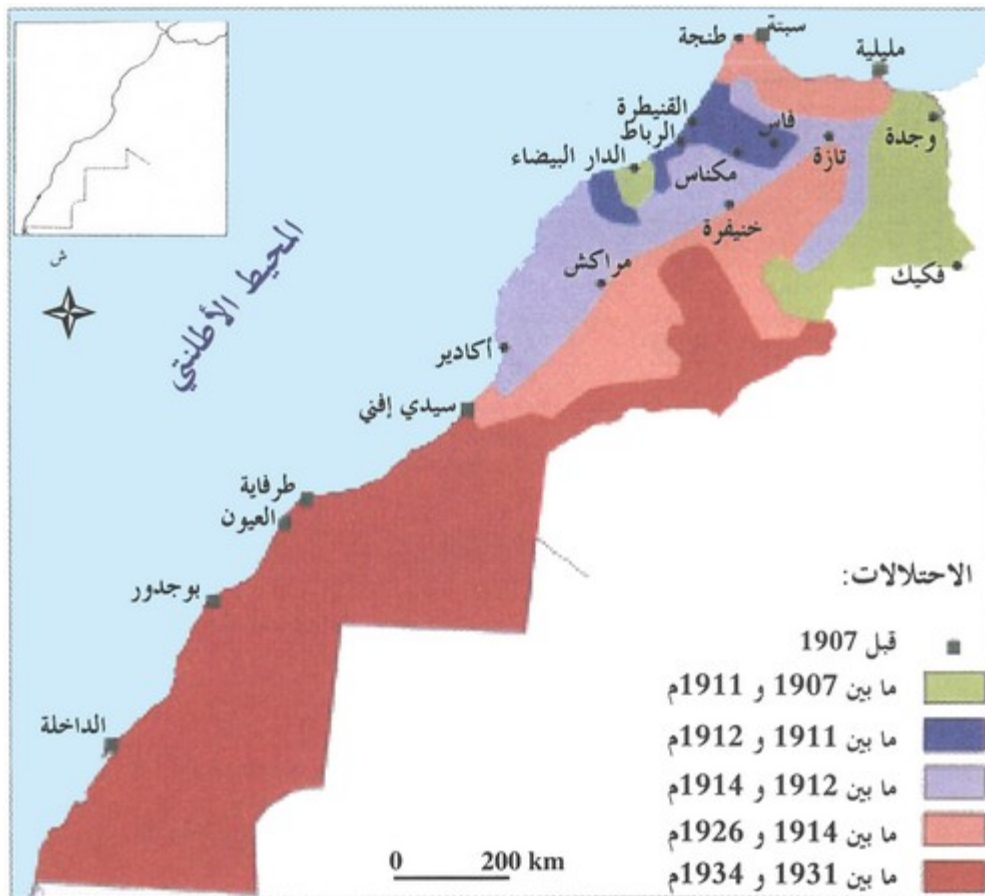 سبتة
طنجة
مليلية
القنيطرة
الرباط
فاس
وجدة
تازة
الدار البيضاء
مكناس
خنيفرة
ش
المحيط الأطلنتي
مراكش
فكيك
أكادير
سيدي إفني
طرفاية
العيون
بوجدور
الداخلة
الاحتلالات:
قبل 1907
ما بين 1907 و 1911م
ما بين 1911 و 1912م
ما بين 1912 و 1914م
ما بين 1914 و 1926م
ما بين 1931 و 1934م
0 200 km